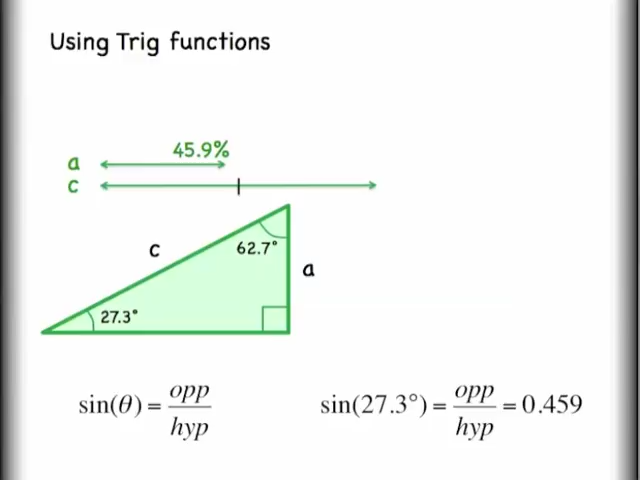 Using Trig functions
45.9%
a
c
c
62.7°
a
27.3°
sin(θ) = opp/hyp
sin(27.3°) = opp/hyp = 0.459